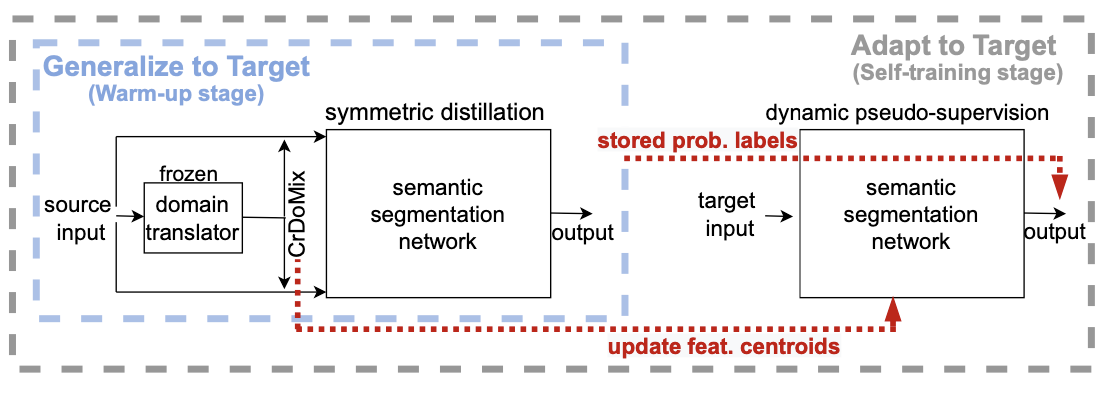 Generalize to Target
(Warm-up stage)
Adapt to Target
(Self-training stage)
symmetric distillation
dynamic pseudo-supervision
stored prob. labels
frozen
domain
translator
source
input
CrDoMix
semantic
segmentation
network
output
target
input
semantic
segmentation
network
output
update feat. centroids